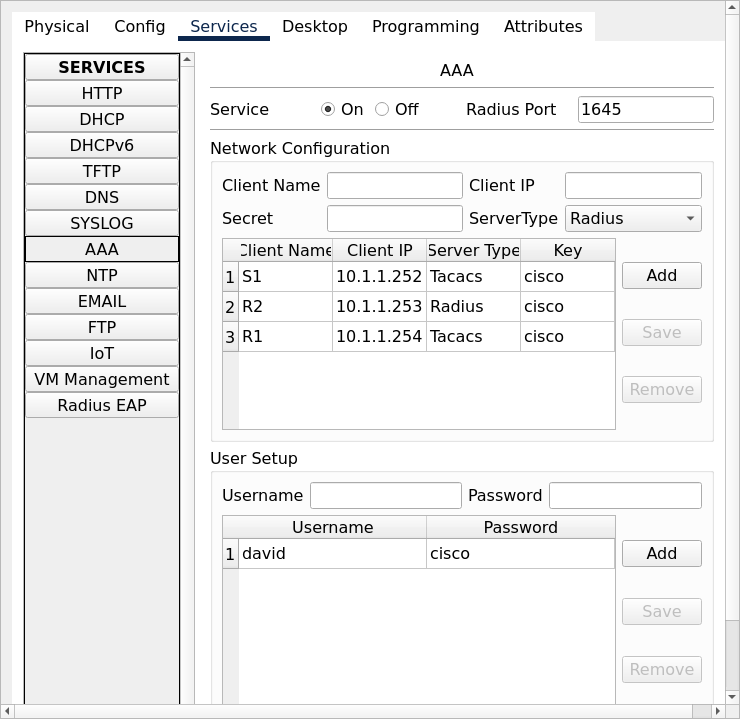 Physical Config Services Desktop Programming Attributes
SERVICES
HTTP
DHCP
DHCPv6
TFTP
DNS
SYSLOG
AAA
NTP
EMAIL
FTP
IoT
VM Management
Radius EAP
AAA
Service On Off Radius Port 1645
Network Configuration
Client Name Client IP
Secret ServerType Radius
Client Name Client IP Server Type Key
1 S1 10.1.1.252 Tacacs cisco
2 R2 10.1.1.253 Radius cisco
3 R1 10.1.1.254 Tacacs cisco
Add
Save
Remove
User Setup
Username Password
Username Password
1 david cisco
Add
Save
Remove